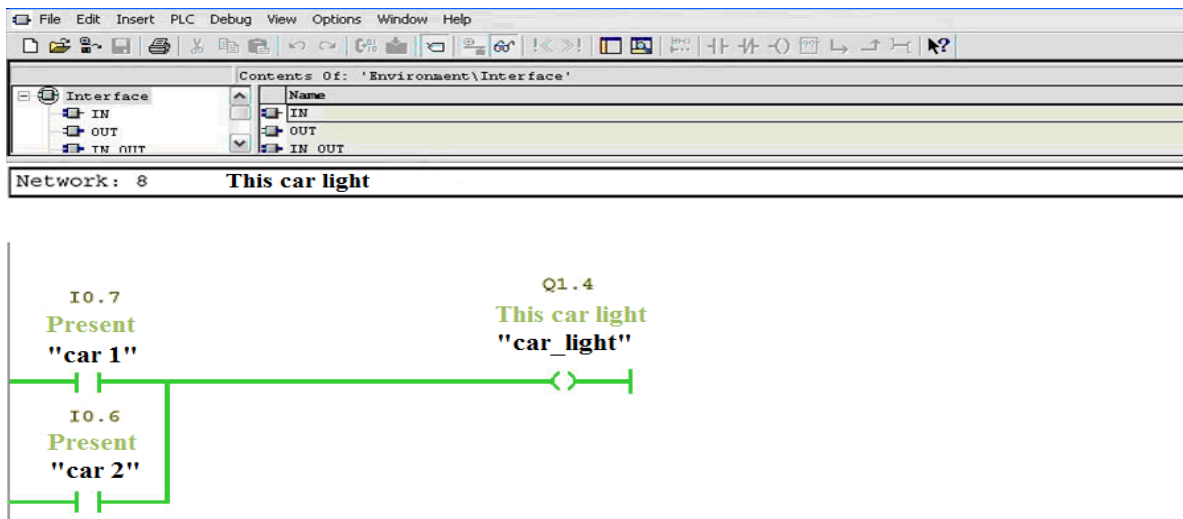 File Edit Insert PLC Debug View Options Window Help
Contents Of: 'Environment\Interface'
Interface
IN
OUT
IN_OUT
Name
IN
OUT
IN_OUT
Network: 8 This car light
I0.7
Present
"car 1"
Q1.4
This car light
"car_light"
I0.6
Present
"car 2"